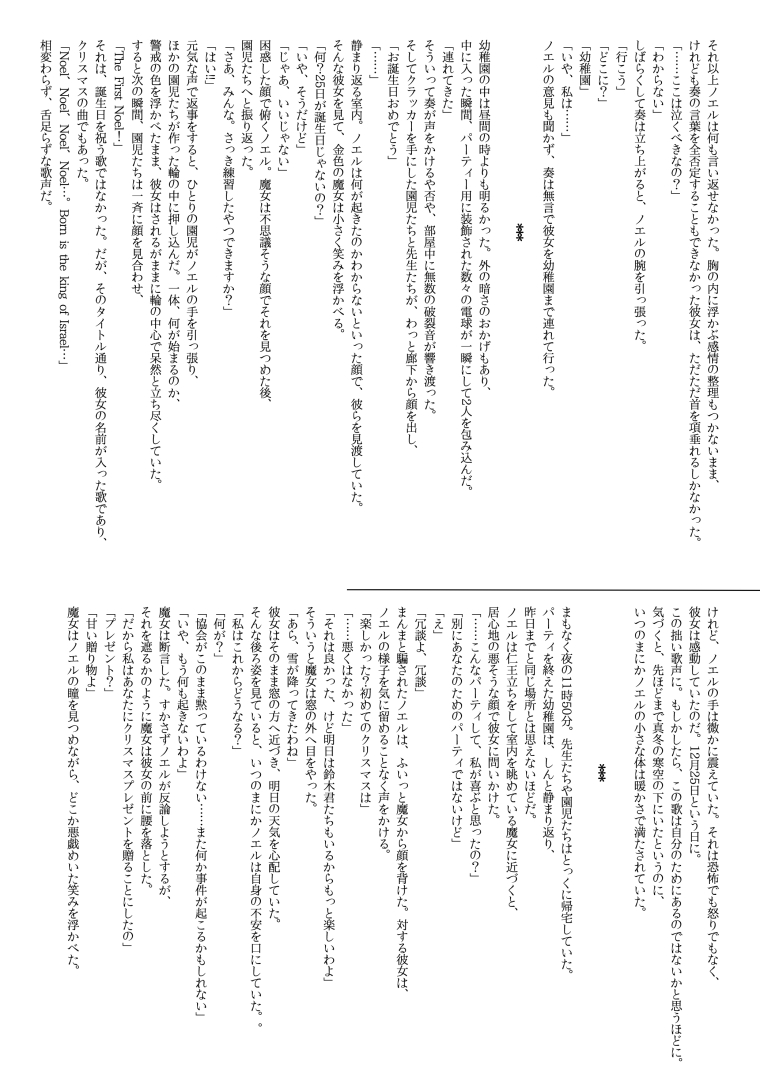 それ以上ノエルは何も言い返せなかった。胸の内に浮かぶ感情の整理もつかないまま、
けれども奏の言葉を全否定することもできなかった彼女は、ただただ首を項垂れるしかなかった。
「……ここは泣くべきなの？」
「わからない」
しばらくして奏は立ち上がると、ノエルの腕を引っ張った。
「行こう」
「どこに？」
「幼稚園」
「いや、私は……」
ノエルの意見も聞かず、奏は無言で彼女を幼稚園まで連れて行った。
***
幼稚園の中は昼間の時よりも明るかった。外の暗さのおかげもあり、
中に入った瞬間、パーティー用に装飾された数々の電球が一瞬にして2人を包み込んだ。
「連れてきた」
そういって奏が声をかけるや否や、部屋中に無数の破裂音が響き渡った。
そしてクラッカーを手にした園児たちと先生たちが、わっと廊下から顔を出し、
「お誕生日おめでとう」
「……」
静まり返る室内。ノエルは何が起きたのかわからないといった顔で、彼らを見渡していた。
そんな彼女を見て、金色の魔女は小さく笑みを浮かべる。
「何？25日が誕生日じゃないの？」
「いや、そうだけど」
「じゃあ、いいじゃない」
困惑した顔で俯くノエル。魔女は不思議そうな顔でそれを見つめた後、
園児たちへと振り返った。
「さあ、みんな。さっき練習したやつできますか？」
「はい!!」
元気な声で返事をすると、ひとりの園児がノエルの手を引っ張り、
ほかの園児たちが作った輪の中に押し込んだ。一体、何が始まるのか、
警戒の色を浮かべたまま、彼女はされるがままに輪の中心で呆然と立ち尽くしていた。
すると次の瞬間、園児たちは一斉に顔を見合わせ、
「The First Noel―！」
それは、誕生日を祝う歌ではなかった。だが、そのタイトル通り、彼女の名前が入った歌であり、
クリスマスの曲でもあった。
「Noel, Noel, Noel, Noel…。Born is the king of Israel…」
相変わらず、舌足らずな歌声だ。
けれど、ノエルの手は微かに震えていた。それは恐怖でも怒りでもなく、
彼女は感動していたのだ。12月25日という日に。
この拙い歌声に。もしかしたら、この歌は自分のためにあるのではないかと思うほどに。
気づくと、先ほどまで真冬の寒空の下にいたというのに、
いつのまにかノエルの小さな体は暖かさで満たされていた。
***
まもなく夜の11時50分。先生たちや園児たちはとっくに帰宅していた。
パーティを終えた幼稚園は、しんと静まり返り、
昨日までと同じ場所とは思えないほどだ。
ノエルは仁王立ちをして室内を眺めている魔女に近づくと、
居心地の悪そうな顔で彼女に問いかけた。
「……こんなパーティして、私が喜ぶと思ったの？」
「別にあなたのためのパーティではないけど」
「え」
「冗談よ、冗談」
まんまと騙されたノエルは、ふいっと魔女から顔を背けた。対する彼女は、
ノエルの様子を気に留めることなく声をかける。
「楽しかった？初めてのクリスマスは」
「……悪くはなかった」
「それは良かった、けど明日は鈴木君たちもいるからもっと楽しいわよ」
そういうと魔女は窓の外へ目をやった。
「あら、雪が降ってきたわね」
彼女はそのまま窓の方へ近づき、明日の天気を心配していた。
そんな後ろ姿を見ていると、いつのまにかノエルは自身の不安を口にしていた。。
「私はこれからどうなる？」
「何が？」
「協会がこのまま黙っているわけない……また何か事件が起こるかもしれない」
「いや、もう何も起きないわよ」
魔女は断言した。すかさずノエルが反論しようとするが、
それを遮るかのように魔女は彼女の前に腰を落とした。
「だから私はあなたにクリスマスプレゼントを贈ることにしたの」
「プレゼント？」
「甘い贈り物よ」
魔女はノエルの瞳を見つめながら、どこか悪戯めいた笑みを浮かべた。